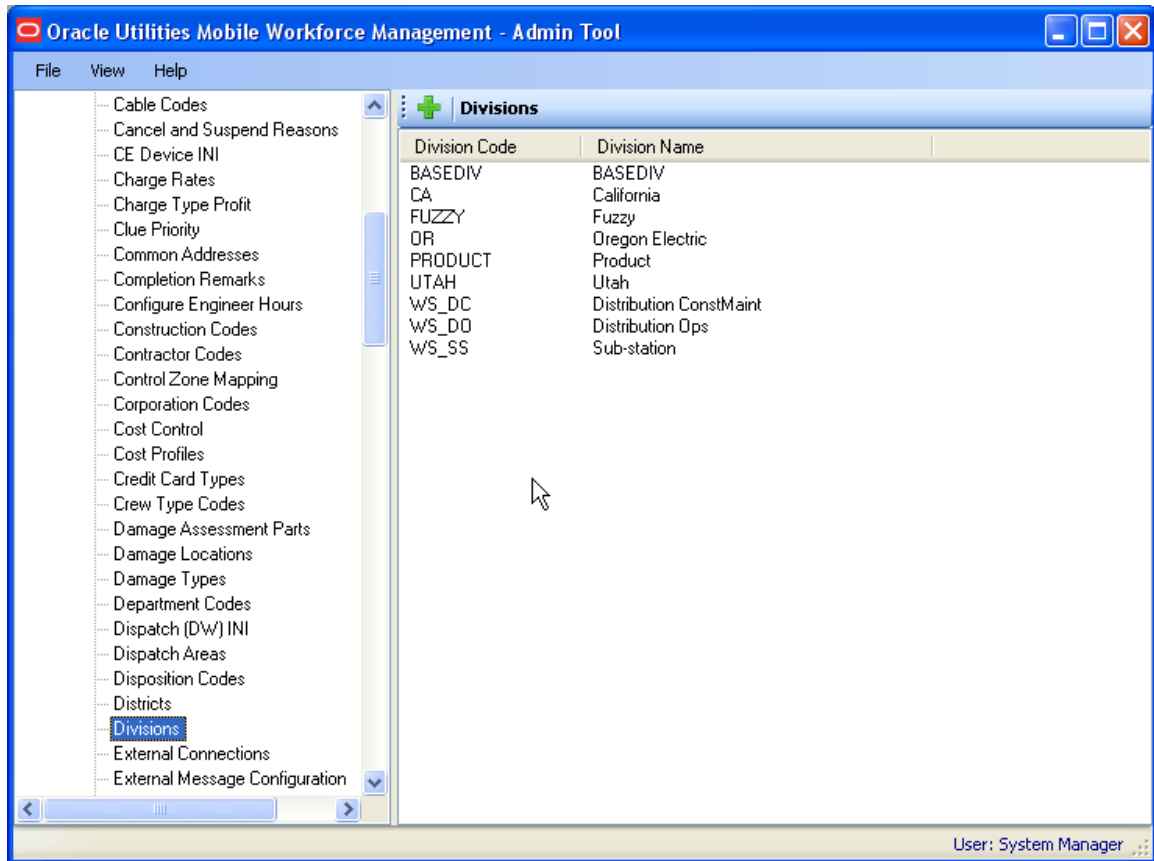 Oracle Utilities Mobile Workforce Management - Admin Tool
File View Help
Cable Codes
Cancel and Suspend Reasons
CE Device INI
Charge Rates
Charge Type Profit
Clue Priority
Common Addresses
Completion Remarks
Configure Engineer Hours
Construction Codes
Contractor Codes
Control Zone Mapping
Corporation Codes
Cost Control
Cost Profiles
Credit Card Types
Crew Type Codes
Damage Assessment Parts
Damage Locations
Damage Types
Department Codes
Dispatch (DW) INI
Dispatch Areas
Disposition Codes
Districts
Divisions
External Connections
External Message Configuration
Divisions
Division Code Division Name
BASEDIV BASEDIV
CA California
FUZZY Fuzzy
OR Oregon Electric
PRODUCT Product
UTAH Utah
WS_DC Distribution ConstMaint
WS_DO Distribution Ops
WS_SS Sub-station
User: System Manager